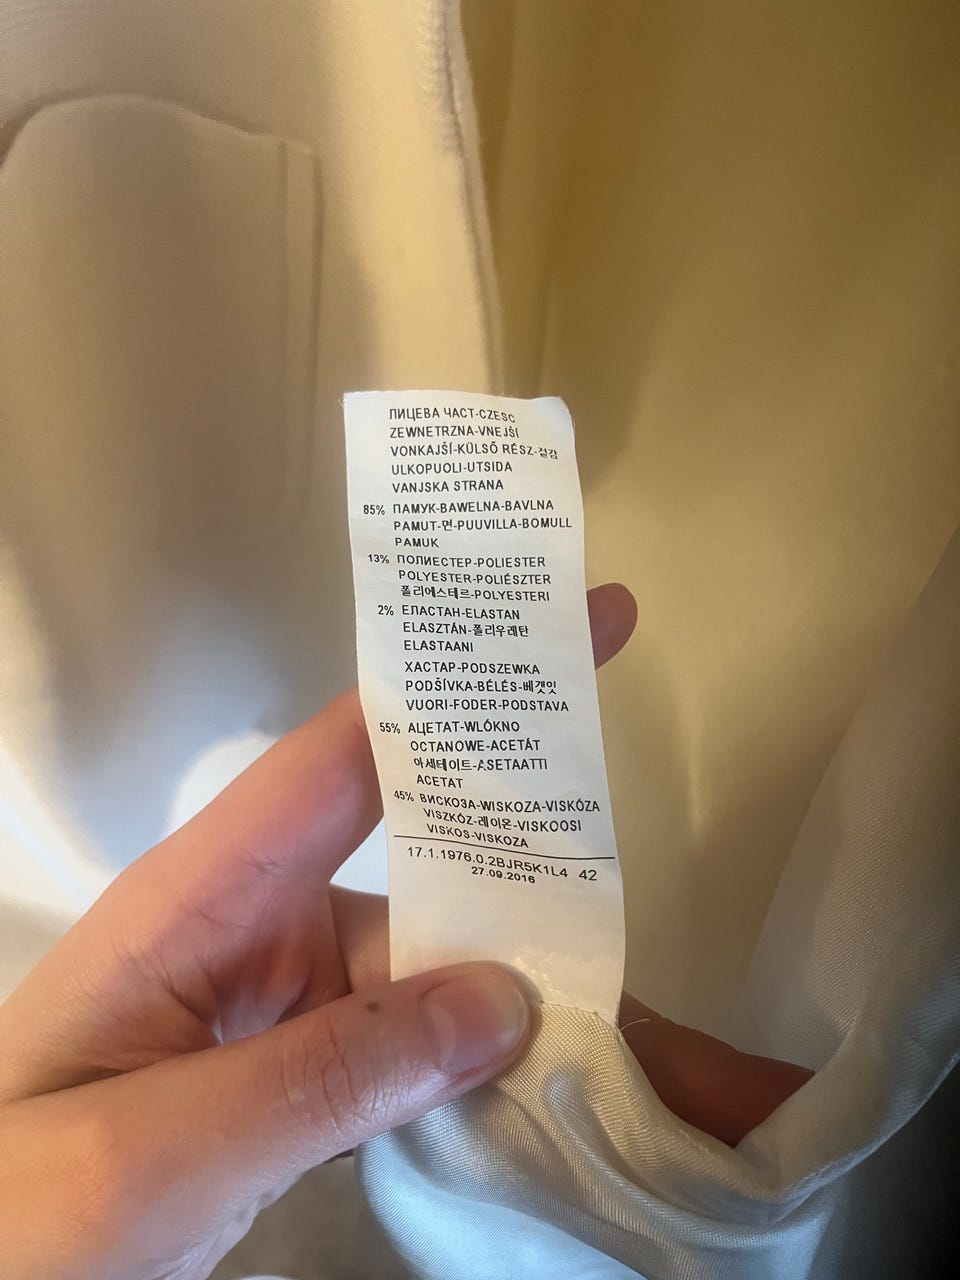 ЛИЦЕВА ЧАСТ-CZESC
ZEWNETRZNA-VNEJŠÍ
VONKAJŠÍ-KÜLSŐ RÉSZ-겉감
ULKOPUOLI-UTSIDA
VANJSKA STRANA
85% ПАМУК-BAWELNA-BAVLNA
PAMUT-면-PUUVILLA-BOMULL
PAMUK
13% ПОЛИЕСТЕР-POLIESTER
POLYESTER-POLIÉSZTER
폴리에스테르-POLYESTERI
2% ЕЛАСТАН-ELASTAN
ELASZTÁN-폴리우레탄
ELASTAANI
ХАСТАР-PODSZEWKA
PODŠÍVKA-BÉLÉS-베갯잇
VUORI-FODER-PODSTAVA
55% АЦЕТАТ-WLÓKNO
OCTANOWE-ACETÁT
아세테이트-ASETAATTI
ACETAT
45% ВИСКОЗА-WISKOZA-VISKÓZA
VISZKÓZ-레이온-VISKOOSI
VISKOS-VISKOZA
17.1.1976.0.2BJR5K1L4 42
27.09.2016